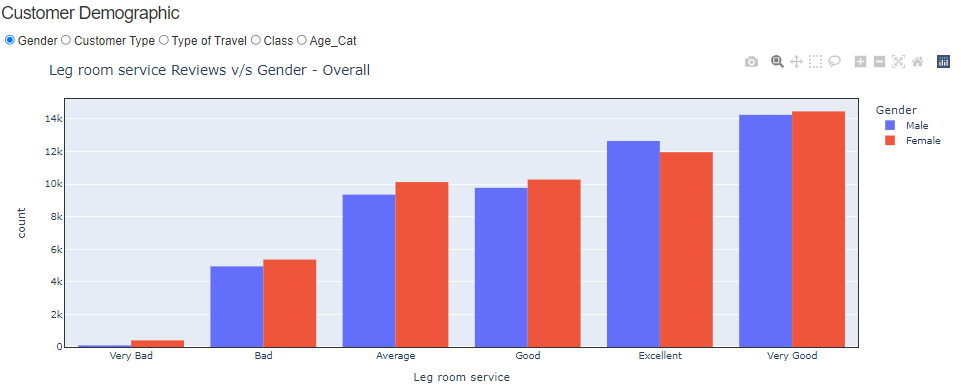 Customer Demographic
Gender Customer Type Type of Travel Class Age_Cat
Leg room service Reviews v/s Gender - Overall
Gender
Male
Female
14k
12k
10k
8k
6k
4k
2k
0
count
Very Bad Bad Average Good Excellent Very Good
Leg room service